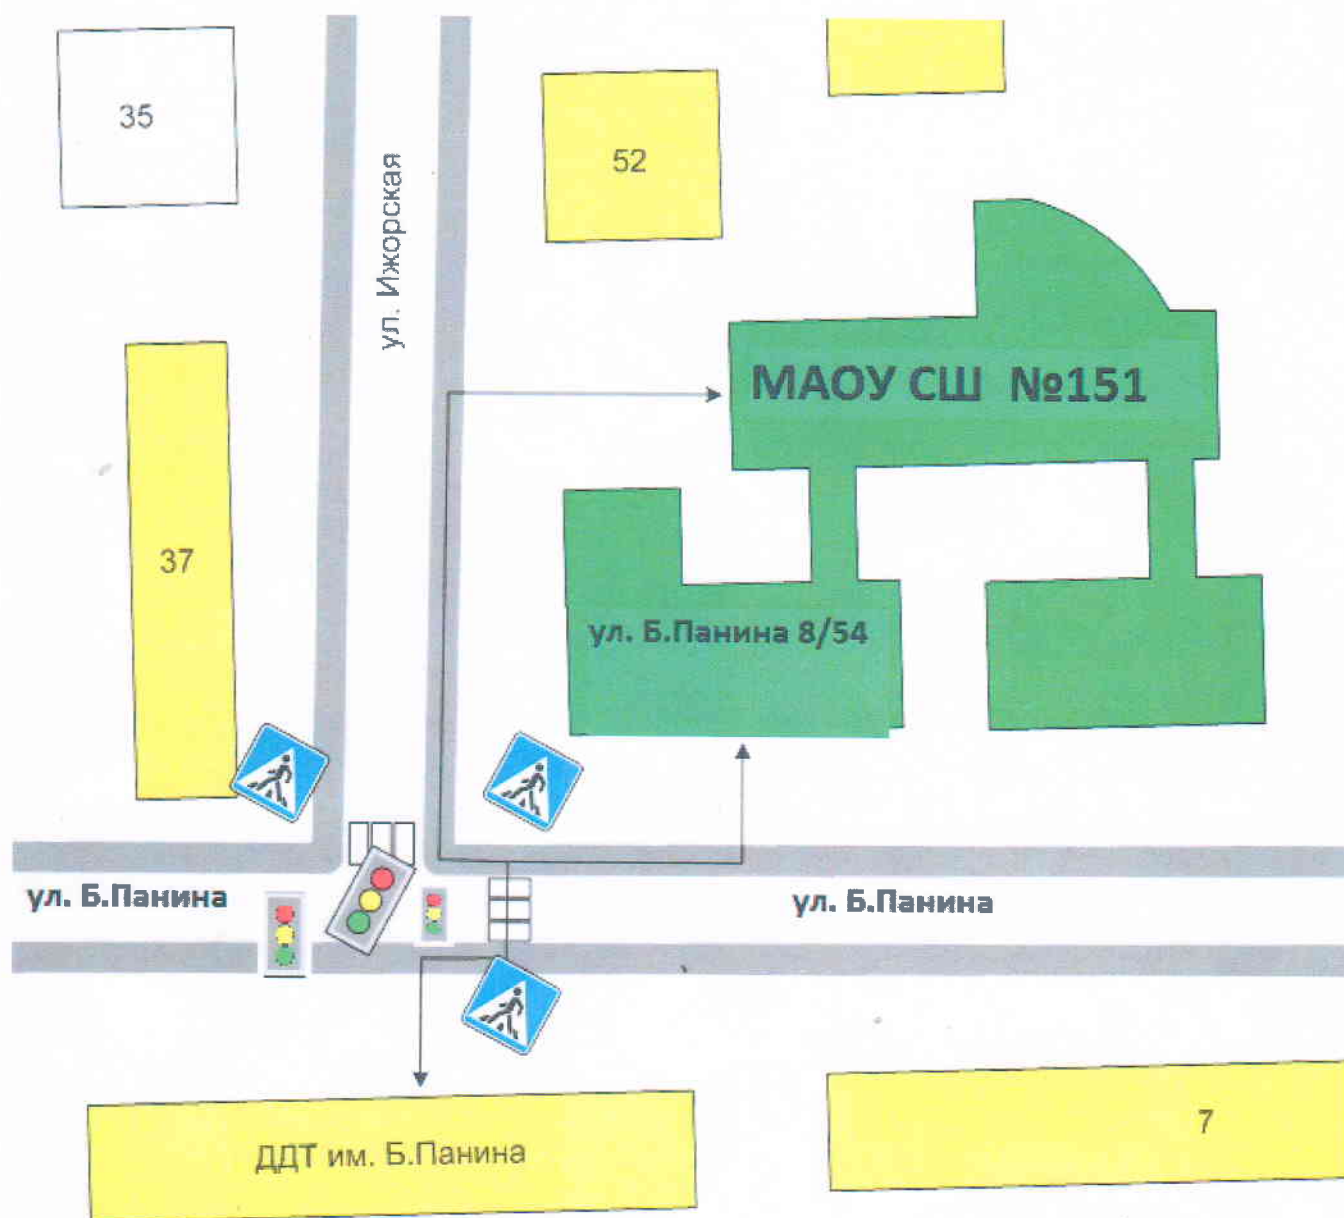 35
52
ул. Ижорская
МАОУ СШ №151
37
ул. Б.Панина 8/54
ул. Б.Панина
ул. Б.Панина
7
ДДТ им. Б.Панина